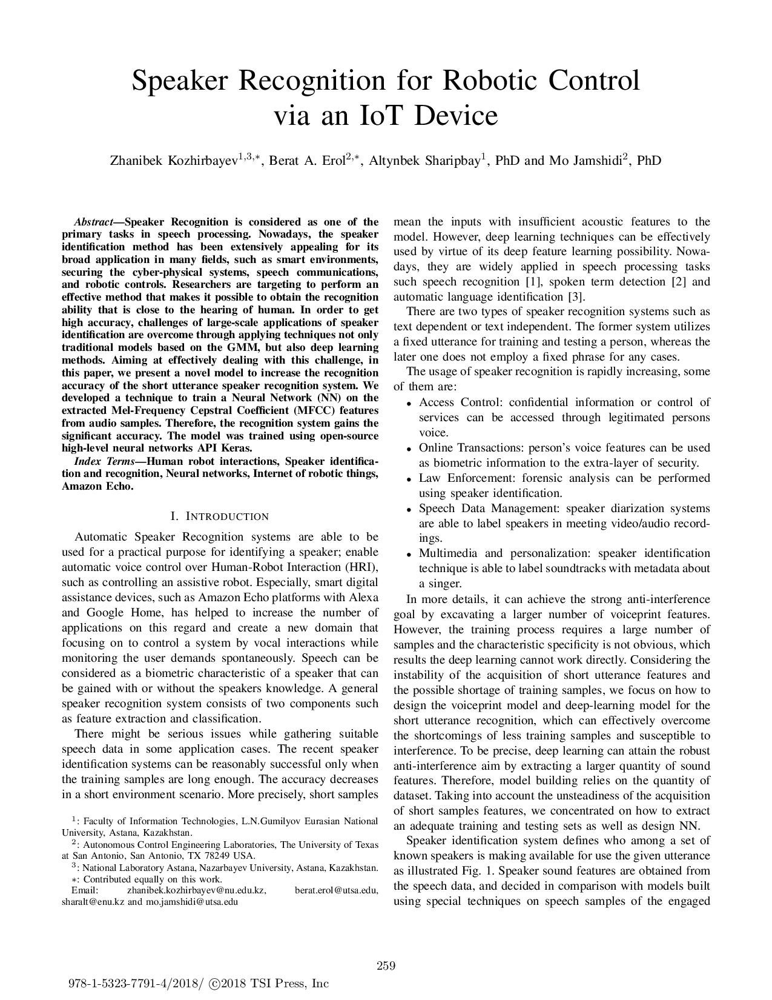 Speaker Recognition for Robotic Control
via an IoT Device
Zhanibek Kozhirbayev1,3,∗, Berat A. Erol2,∗, Altynbek Sharipbay1, PhD and Mo Jamshidi2, PhD
Abstract—Speaker Recognition is considered as one of the
primary tasks in speech processing. Nowadays, the speaker
identification method has been extensively appealing for its
broad application in many fields, such as smart environments,
securing the cyber-physical systems, speech communications,
and robotic controls. Researchers are targeting to perform an
effective method that makes it possible to obtain the recognition
ability that is close to the hearing of human. In order to get
high accuracy, challenges of large-scale applications of speaker
identification are overcome through applying techniques not only
traditional models based on the GMM, but also deep learning
methods. Aiming at effectively dealing with this challenge, in
this paper, we present a novel model to increase the recognition
accuracy of the short utterance speaker recognition system. We
developed a technique to train a Neural Network (NN) on the
extracted Mel-Frequency Cepstral Coefficient (MFCC) features
from audio samples. Therefore, the recognition system gains the
significant accuracy. The model was trained using open-source
high-level neural networks API Keras.
Index Terms—Human robot interactions, Speaker identifica-
tion and recognition, Neural networks, Internet of robotic things,
Amazon Echo.
I. INTRODUCTION
Automatic Speaker Recognition systems are able to be
used for a practical purpose for identifying a speaker; enable
automatic voice control over Human-Robot Interaction (HRI),
such as controlling an assistive robot. Especially, smart digital
assistance devices, such as Amazon Echo platforms with Alexa
and Google Home, has helped to increase the number of
applications on this regard and create a new domain that
focusing on to control a system by vocal interactions while
monitoring the user demands spontaneously. Speech can be
considered as a biometric characteristic of a speaker that can
be gained with or without the speakers knowledge. A general
speaker recognition system consists of two components such
as feature extraction and classification.
There might be serious issues while gathering suitable
speech data in some application cases. The recent speaker
identification systems can be reasonably successful only when
the training samples are long enough. The accuracy decreases
in a short environment scenario. More precisely, short samples
1: Faculty of Information Technologies, L.N.Gumilyov Eurasian National
University, Astana, Kazakhstan.
2: Autonomous Control Engineering Laboratories, The University of Texas
at San Antonio, San Antonio, TX 78249 USA.
3: National Laboratory Astana, Nazarbayev University, Astana, Kazakhstan.
∗: Contributed equally on this work.
Email: zhanibek.kozhirbayev@nu.edu.kz, berat.erol@utsa.edu,
sharalt@enu.kz and mo.jamshidi@utsa.edu
mean the inputs with insufficient acoustic features to the
model. However, deep learning techniques can be effectively
used by virtue of its deep feature learning possibility. Nowa-
days, they are widely applied in speech processing tasks
such speech recognition [1], spoken term detection [2] and
automatic language identification [3].
There are two types of speaker recognition systems such as
text dependent or text independent. The former system utilizes
a fixed utterance for training and testing a person, whereas the
later one does not employ a fixed phrase for any cases.
The usage of speaker recognition is rapidly increasing, some
of them are:
• Access Control: confidential information or control of
services can be accessed through legitimated persons
voice.
• Online Transactions: person's voice features can be used
as biometric information to the extra-layer of security.
• Law Enforcement: forensic analysis can be performed
using speaker identification.
• Speech Data Management: speaker diarization systems
are able to label speakers in meeting video/audio record-
ings.
• Multimedia and personalization: speaker identification
technique is able to label soundtracks with metadata about
a singer.
In more details, it can achieve the strong anti-interference
goal by excavating a larger number of voiceprint features.
However, the training process requires a large number of
samples and the characteristic specificity is not obvious, which
results the deep learning cannot work directly. Considering the
instability of the acquisition of short utterance features and
the possible shortage of training samples, we focus on how to
design the voiceprint model and deep-learning model for the
short utterance recognition, which can effectively overcome
the shortcomings of less training samples and susceptible to
interference. To be precise, deep learning can attain the robust
anti-interference aim by extracting a larger quantity of sound
features. Therefore, model building relies on the quantity of
dataset. Taking into account the unsteadiness of the acquisition
of short samples features, we concentrated on how to extract
an adequate training and testing sets as well as design NN.
Speaker identification system defines who among a set of
known speakers is making available for use the given utterance
as illustrated Fig. 1. Speaker sound features are obtained from
the speech data, and decided in comparison with models built
using special techniques on speech samples of the engaged
259
978-1-5323-7791-4/2018/ ©2018 TSI Press, Inc